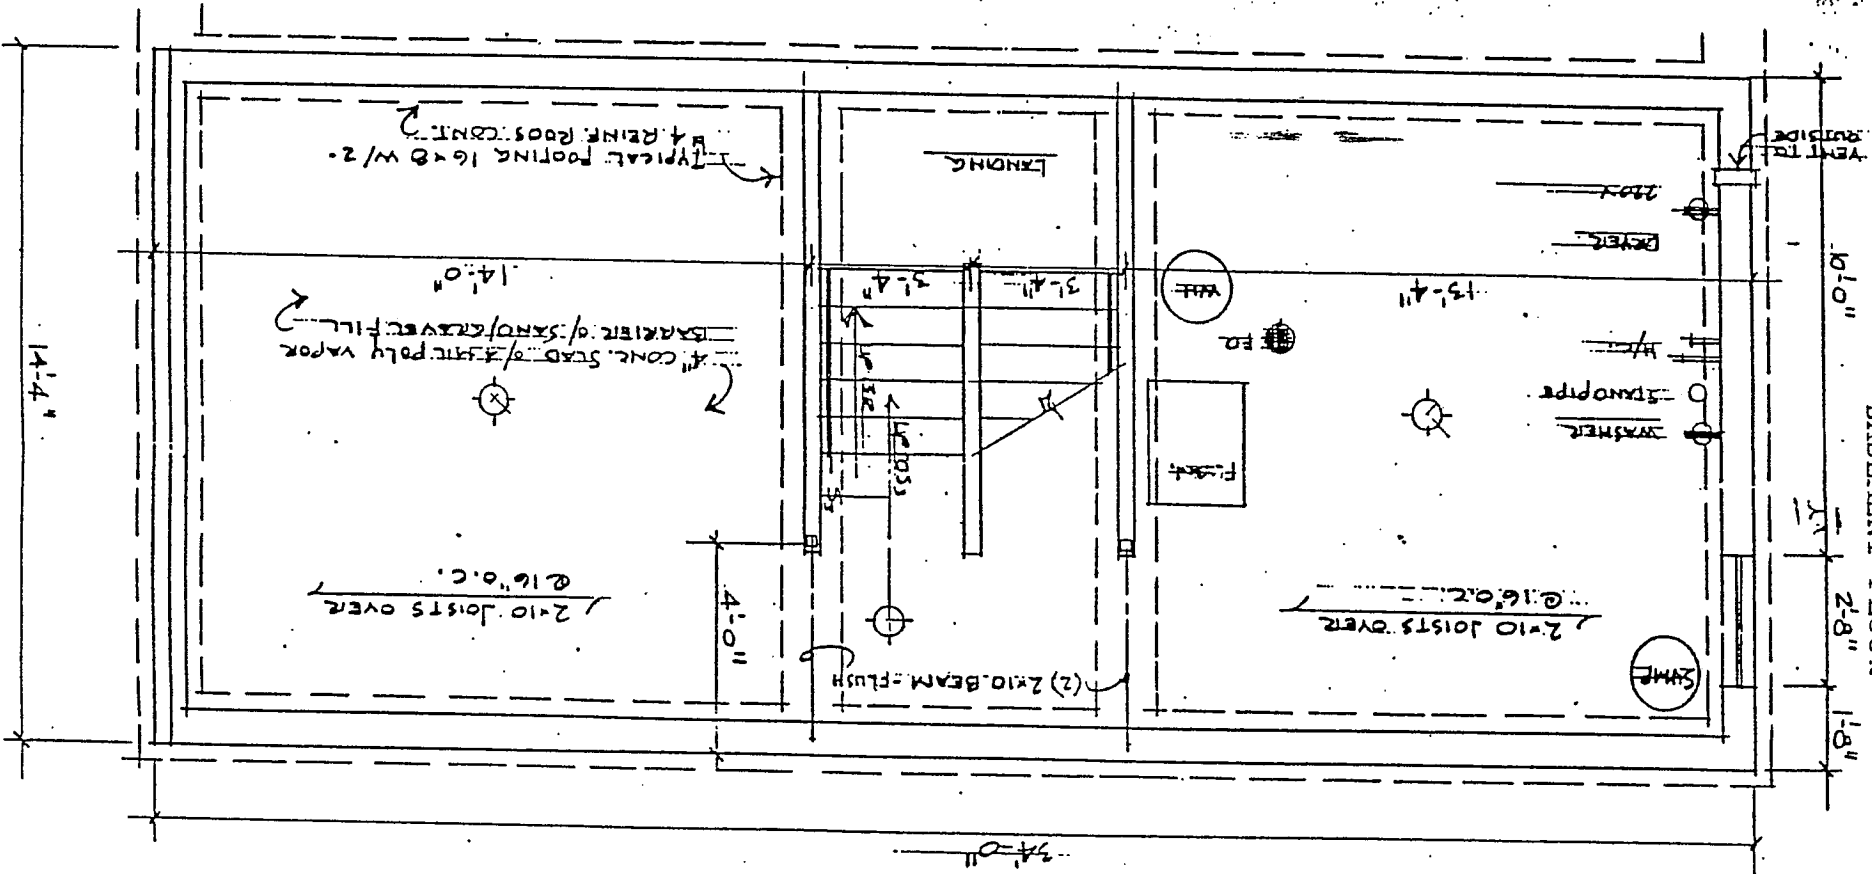 34'-0"
1'-8"
2'-8"
10'-0"
SUMP
2x10 JOISTS OVER
@ 16" O.C.
(2) 2x10 BEAM - FLUSH
4'-0"
2x10 JOISTS OVER
@ 16" O.C.
WASHER
STANDPIPE
H/C
FD
13'-4"
DRYER
220V
VENT TO
OUTSIDE
WH
3'-4"
3'-4"
LANDING
4" CONC. SLAB O/ POLY VAPOR
BARRIER O/ SAND/GRAVEL FILL
14'-0"
TYPICAL FOOTING 16x8 W/2-
#4 REINF. RODS CONT.
14'-4"